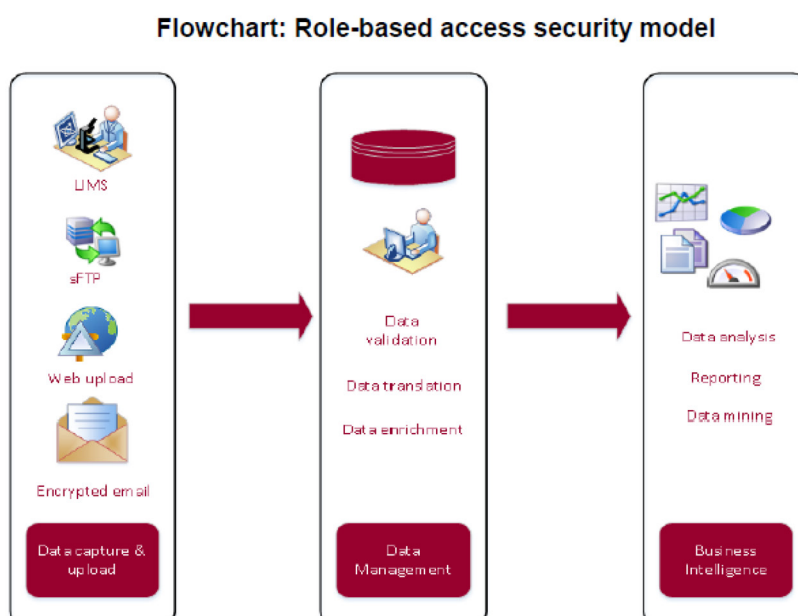 Flowchart: Role-based access security model
LIMS
sFTP
Web upload
Encrypted email
Data capture &
upload
Data
validation
Data translation
Data enrichment
Data
Management
Data analysis
Reporting
Data mining
Business
Intelligence